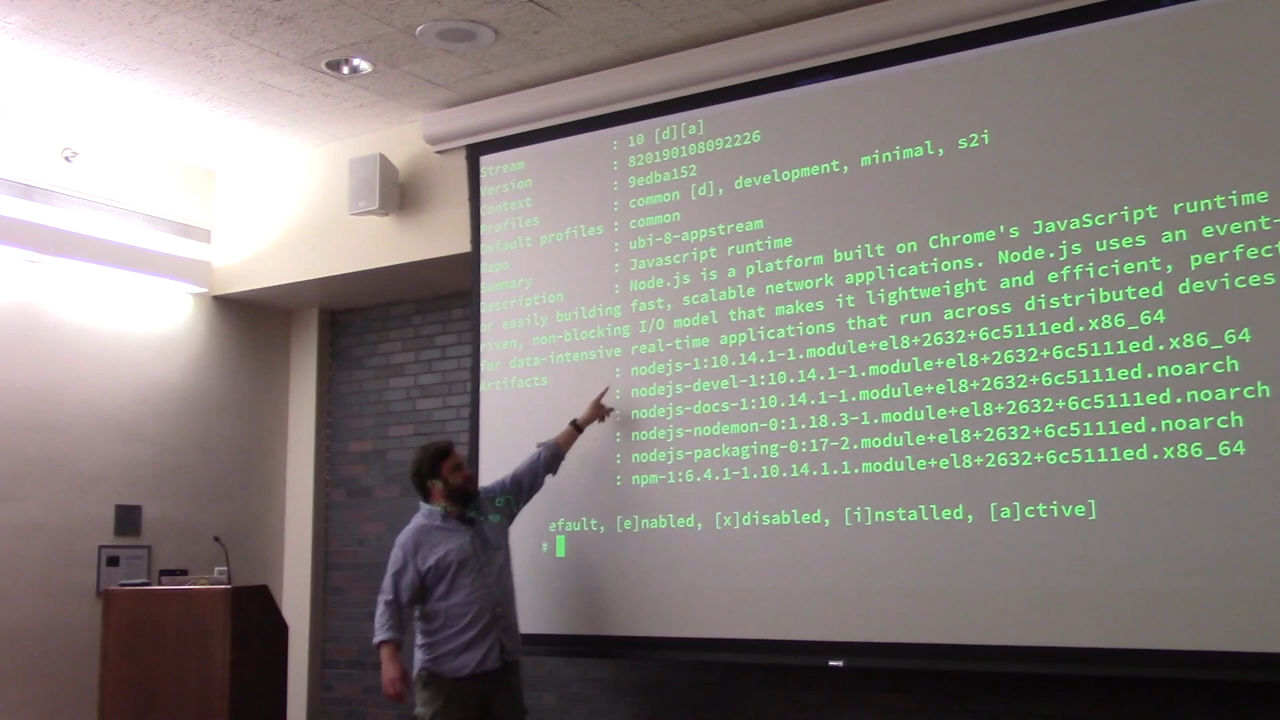 Stream : 10 [d][a]
Version : 820190108092226
Context : 9edba152
Profiles : common [d], development, minimal, s2i
Default profiles : common
Repo : ubi-8-appstream
Summary : Javascript runtime
Description : Node.js is a platform built on Chrome's JavaScript runtime
or easily building fast, scalable network applications. Node.js uses an event-
riven, non-blocking I/O model that makes it lightweight and efficient, perfect
for data-intensive real-time applications that run across distributed devices
Artifacts : nodejs-1:10.14.1-1.module+el8+2632+6c5111ed.x86_64
: nodejs-devel-1:10.14.1-1.module+el8+2632+6c5111ed.x86_64
: nodejs-docs-1:10.14.1-1.module+el8+2632+6c5111ed.noarch
: nodejs-nodemon-0:1.18.3-1.module+el8+2632+6c5111ed.noarch
: nodejs-packaging-0:17-2.module+el8+2632+6c5111ed.noarch
: npm-1:6.4.1-1.10.14.1.1.module+el8+2632+6c5111ed.x86_64
efault, [e]nabled, [x]disabled, [i]nstalled, [a]ctive]
#